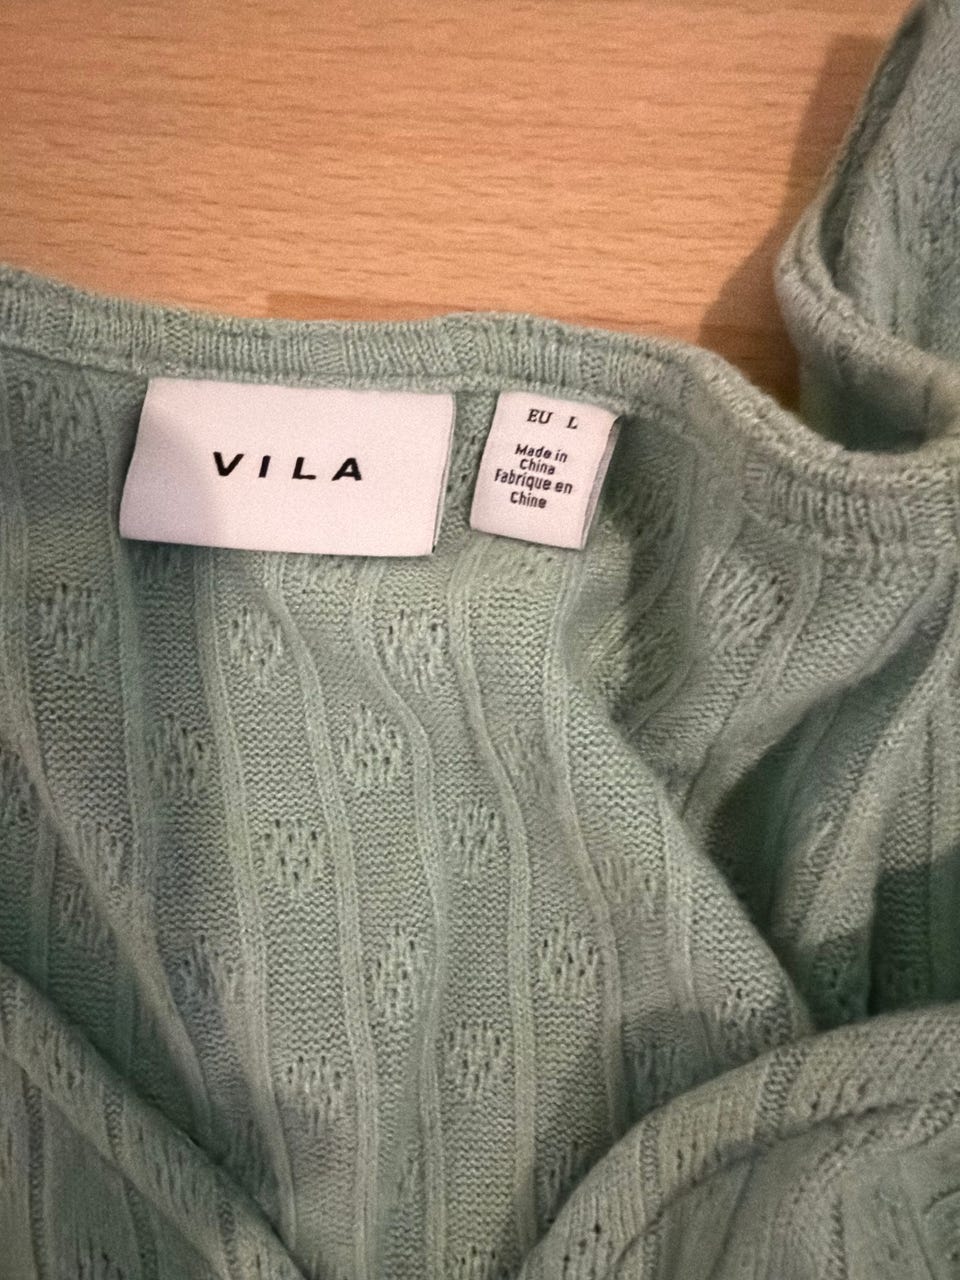 VILA
EU L
Made in
China
Fabrique en
Chine